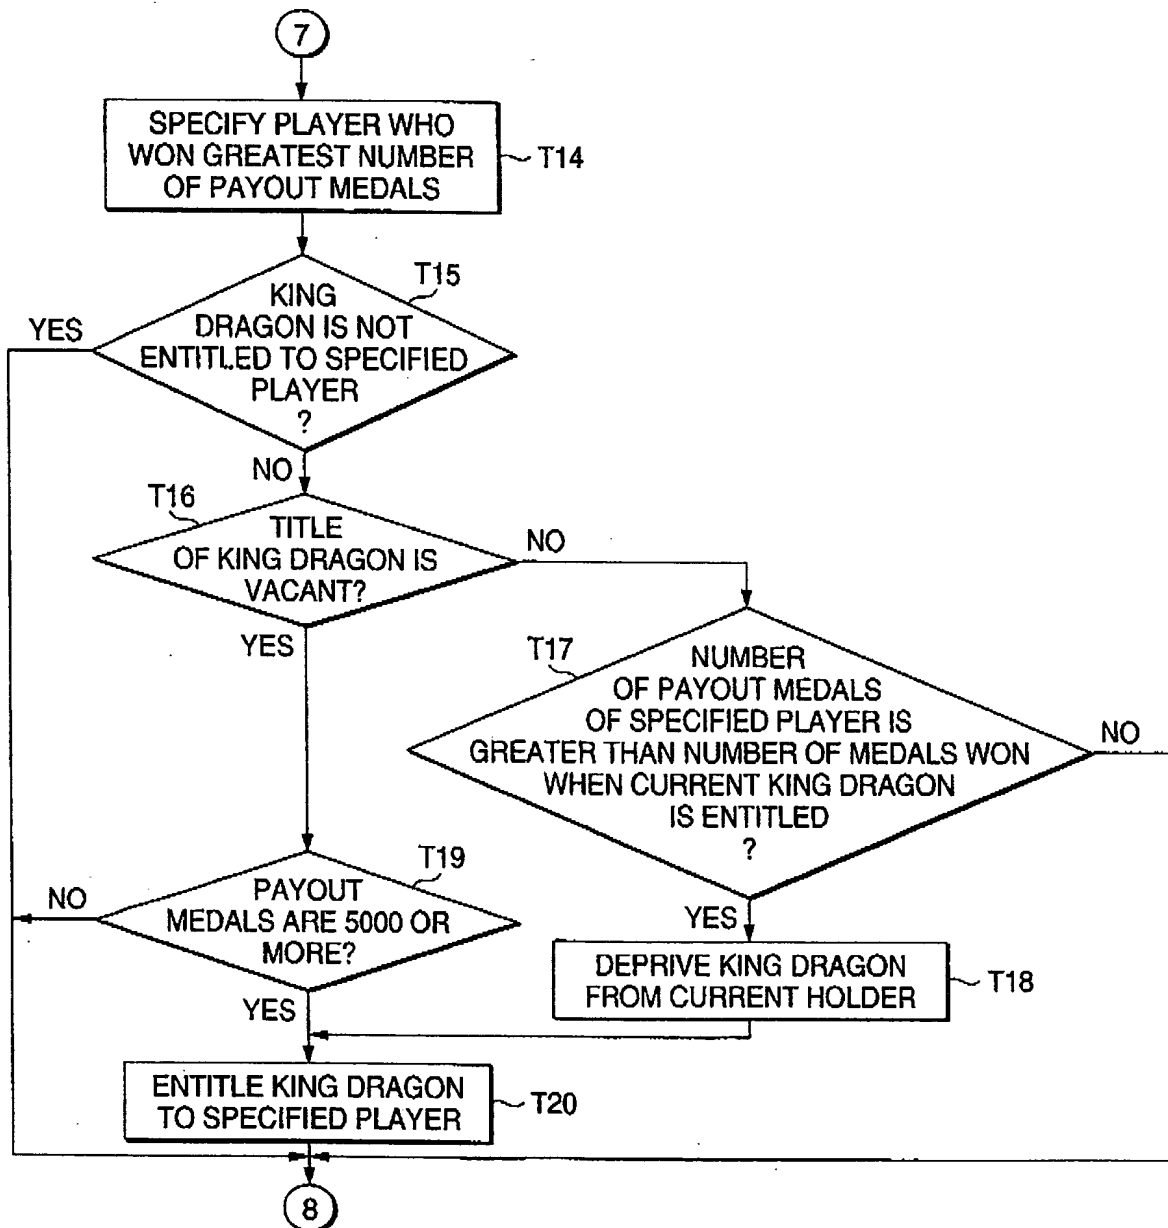 7
SPECIFY PLAYER WHO
WON GREATEST NUMBER
OF PAYOUT MEDALS
T14
T15
KING
DRAGON IS NOT
ENTITLED TO SPECIFIED
PLAYER
?
YES
NO
T16
TITLE
OF KING DRAGON IS
VACANT?
NO
YES
T17
NUMBER
OF PAYOUT MEDALS
OF SPECIFIED PLAYER IS
GREATER THAN NUMBER OF MEDALS WON
WHEN CURRENT KING DRAGON
IS ENTITLED
?
NO
YES
T19
PAYOUT
MEDALS ARE 5000 OR
MORE?
NO
YES
DEPRIVE KING DRAGON
FROM CURRENT HOLDER
T18
ENTITLE KING DRAGON
TO SPECIFIED PLAYER
T20
8